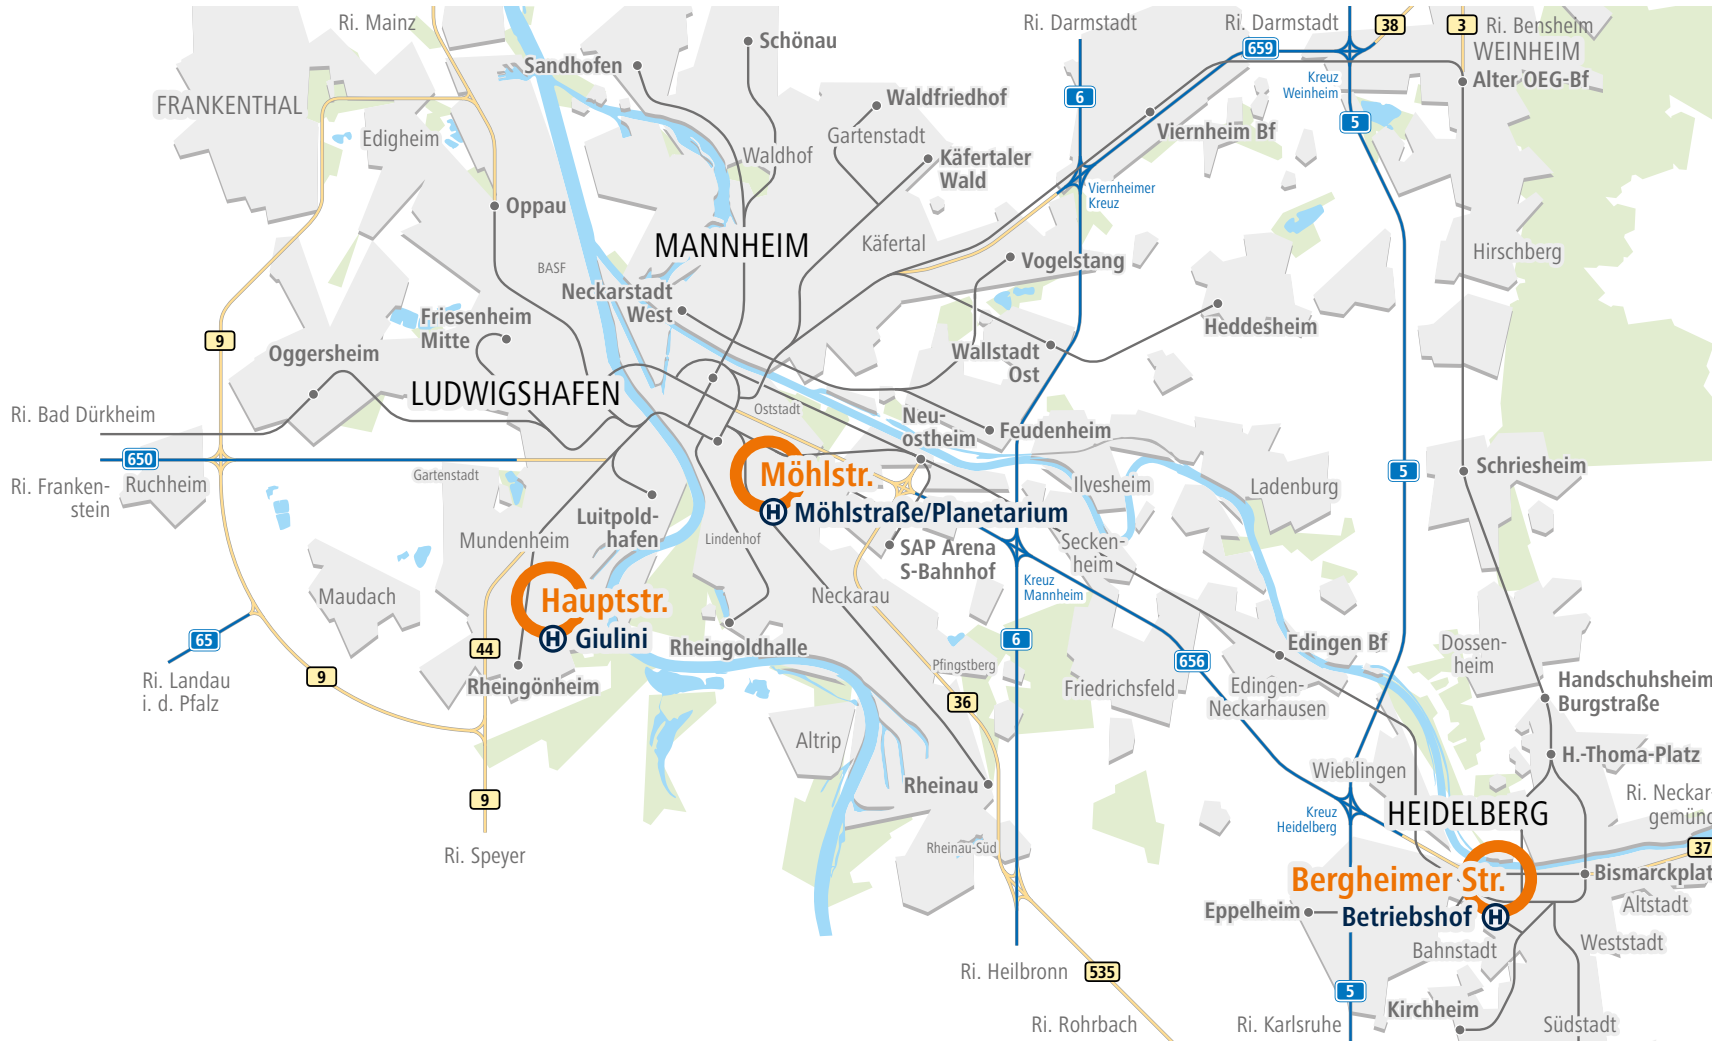 Ri. Mainz
Ri. Darmstadt
Ri. Darmstadt
38
3
Ri. Bensheim
WEINHEIM
Schönau
659
Sandhofen
Kreuz
Weinheim
Alter OEG-Bf
FRANKENTHAL
Waldfriedhof
6
Edigheim
Gartenstadt
Viernheim Bf
5
Waldhof
Käfertaler
Wald
Viernheimer
Kreuz
Oppau
MANNHEIM
Käfertal
Vogelstang
Hirschberg
BASF
Neckarstadt
West
Friesenheim
Mitte
Heddesheim
9
Oggersheim
Wallstadt
Ost
LUDWIGSHAFEN
Ri. Bad Dürkheim
Oststadt
Neu-
ostheim
Feudenheim
650
Ruchheim
Gartenstadt
Möhlstr.
5
Schriesheim
Ri. Franken-
stein
Ilvesheim
Ladenburg
H Möhlstraße/Planetarium
Luitpold-
hafen
Mundenheim
Lindenhof
SAP Arena
S-Bahnhof
Secken-
heim
Kreuz
Mannheim
Maudach
Hauptstr.
Neckarau
H Giulini
65
44
Rheingoldhalle
6
Edingen Bf
Dossen-
heim
656
Pfingstberg
Ri. Landau
i. d. Pfalz
9
Rheingönheim
36
Friedrichsfeld
Edingen-
Neckarhausen
Handschuhsheim
Burgstraße
Altrip
H.-Thoma-Platz
Wieblingen
Rheinau
9
Kreuz
Heidelberg
HEIDELBERG
Ri. Neckar-
gemünd
Ri. Speyer
Rheinau-Süd
37
Bergheimer Str.
Bismarckplat
Eppelheim
Betriebshof H
Altstadt
Bahnstadt
Weststadt
Ri. Heilbronn
535
5
Kirchheim
Ri. Rohrbach
Ri. Karlsruhe
Südstadt